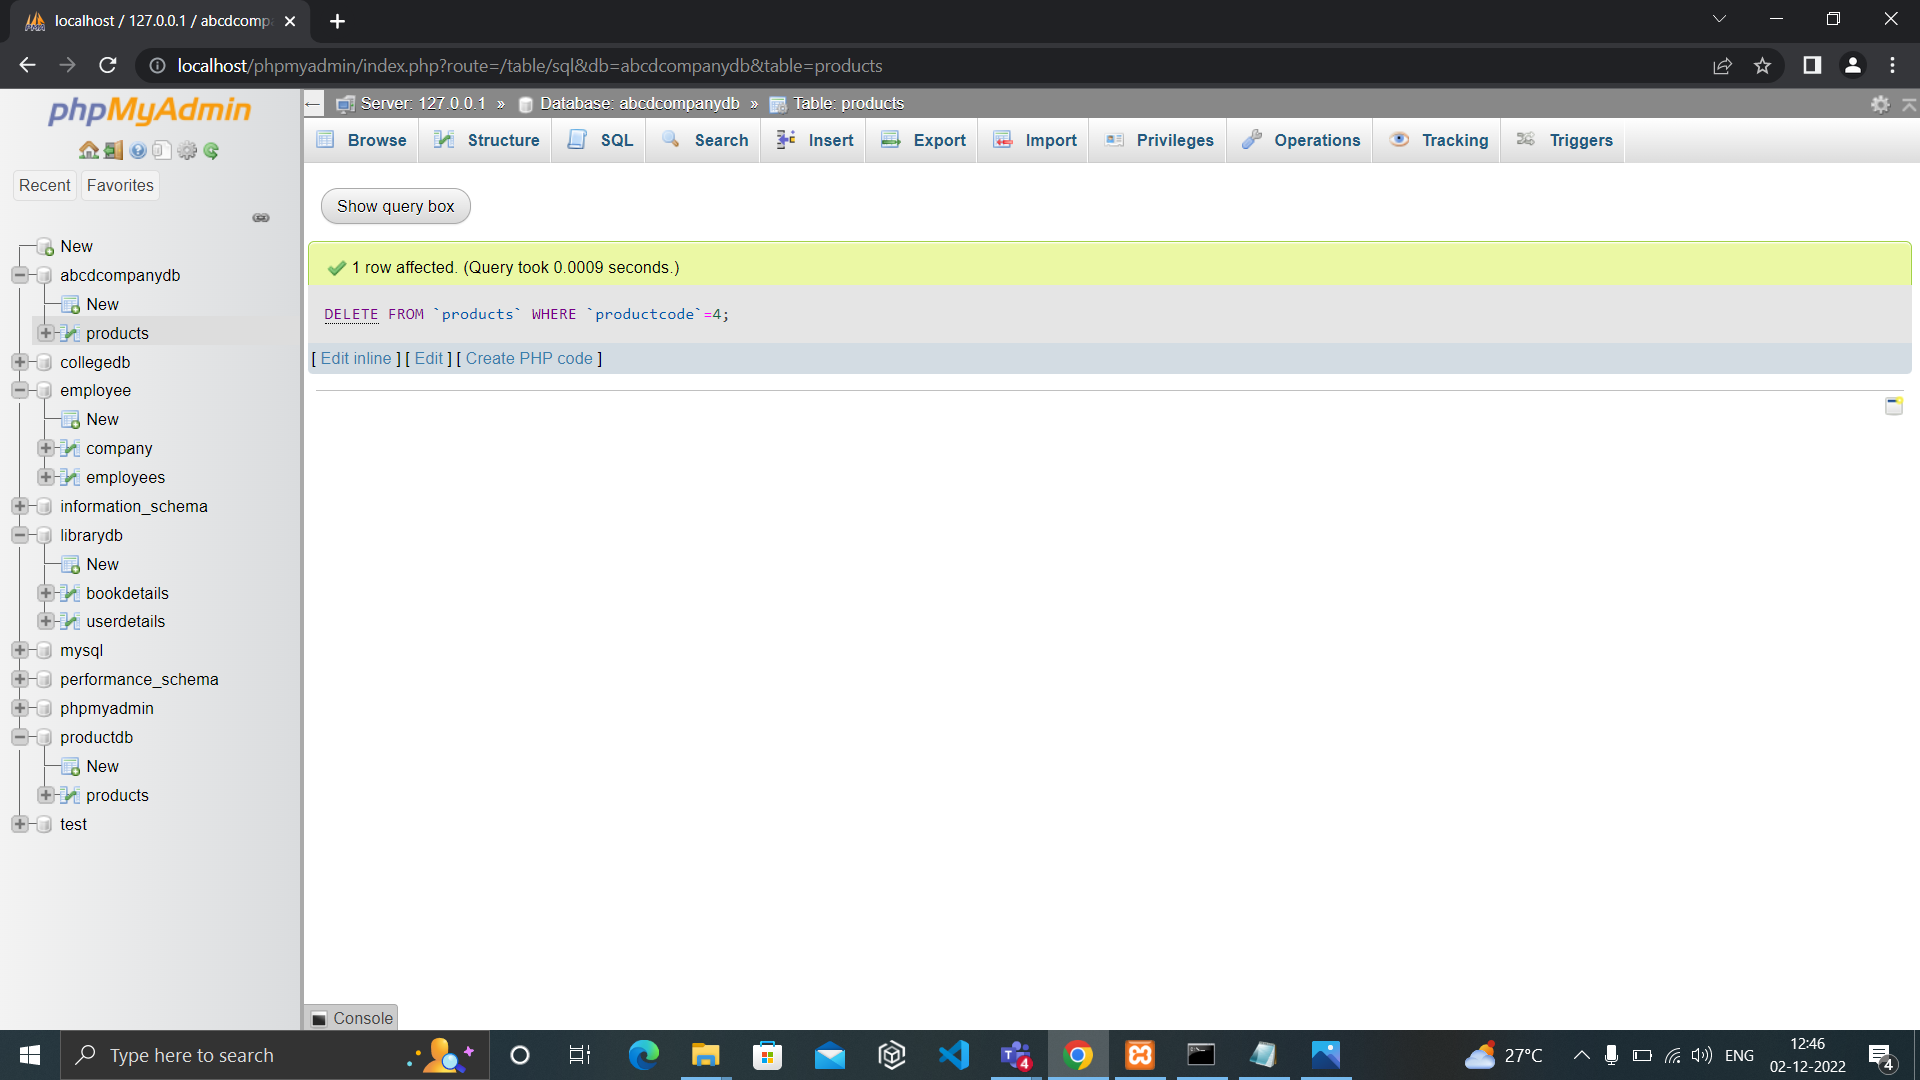 localhost / 127.0.0.1 / abcdcomp
localhost/phpmyadmin/index.php?route=/table/sql&db=abcdcompanydb&table=products
phpMyAdmin
Recent Favorites
New
abcdcompanydb
New
products
collegedb
employee
New
company
employees
information_schema
librarydb
New
bookdetails
userdetails
mysql
performance_schema
phpmyadmin
productdb
New
products
test
Server: 127.0.0.1 » Database: abcdcompanydb » Table: products
Browse Structure SQL Search Insert Export Import Privileges Operations Tracking Triggers
Show query box
1 row affected. (Query took 0.0009 seconds.)
DELETE FROM `products` WHERE `productcode`=4;
[ Edit inline ] [ Edit ] [ Create PHP code ]
Console
Type here to search
4
27°C
ENG
12:46
02-12-2022
4